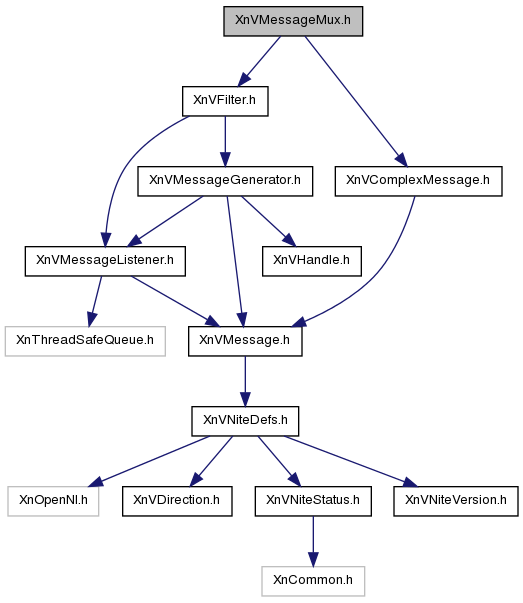 XnVMessageMux.h
XnVFilter.h
XnVMessageGenerator.h
XnVComplexMessage.h
XnVMessageListener.h
XnVHandle.h
XnThreadSafeQueue.h
XnVMessage.h
XnVNiteDefs.h
XnOpenNI.h
XnVDirection.h
XnVNiteStatus.h
XnVNiteVersion.h
XnCommon.h